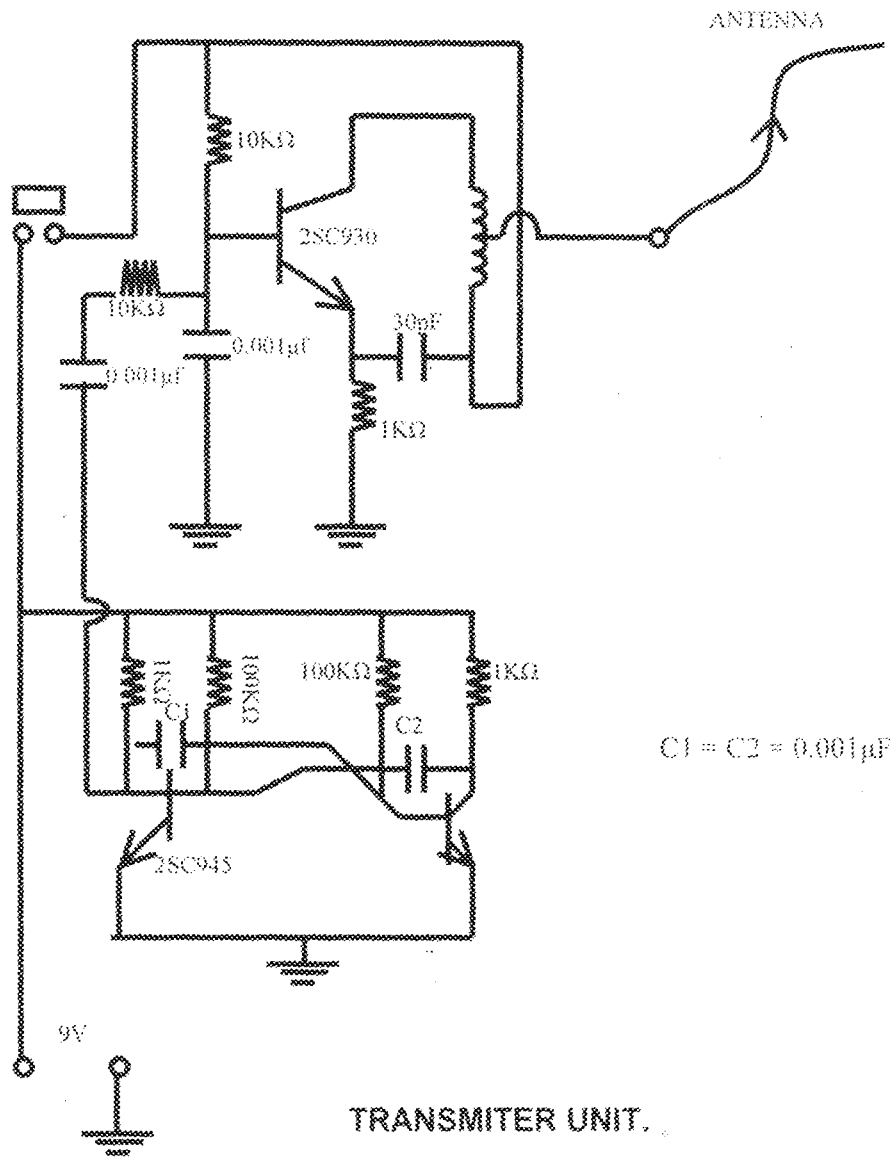 ANTENNA
10KΩ
2SC930
10KΩ
30pF
0.001µf
0.001µf
1KΩ
1KΩ
100KΩ
100KΩ
1KΩ
C1
C2
C1 = C2 = 0.001µF
2SC945
9V
TRANSMITER UNIT.